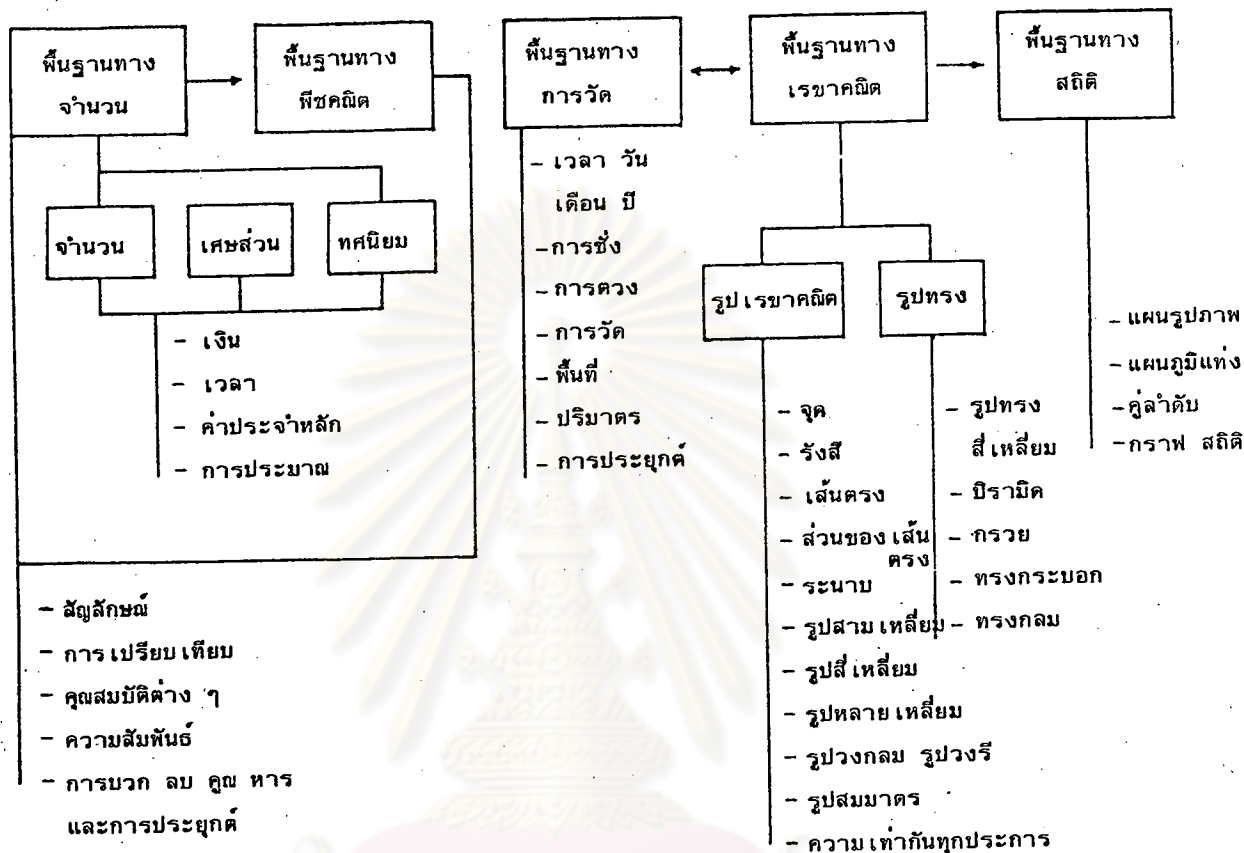 พื้นฐานทาง
จำนวน
พื้นฐานทาง
พีชคณิต
พื้นฐานทาง
การวัด
พื้นฐานทาง
เรขาคณิต
พื้นฐานทาง
สถิติ
จำนวน
เศษส่วน
ทศนิยม
- เงิน
- เวลา
- ค่าประจำหลัก
- การประมาณ
- สัญลักษณ์
- การเปรียบเทียบ
- คุณสมบัติต่าง ๆ
- ความสัมพันธ์
- การบวก ลบ คูณ หาร
และการประยุกต์
- เวลา วัน
เดือน ปี
- การชั่ง
- การตวง
- การวัด
- พื้นที่
- ปริมาตร
- การประยุกต์
รูปเรขาคณิต
รูปทรง
- จุด
- รังสี
- เส้นตรง
- ส่วนของเส้น
ตรง
- ระนาบ
- รูปสามเหลี่ยม
- รูปสี่เหลี่ยม
- รูปหลายเหลี่ยม
- รูปวงกลม รูปวงรี
- รูปสมมาตร
- ความเท่ากันทุกประการ
- รูปทรง
สี่เหลี่ยม
- ปิรามิด
- กรวย
- ทรงกระบอก
- ทรงกลม
- แผนรูปภาพ
- แผนภูมิแท่ง
- คู่ลำดับ
- กราฟ สถิติ